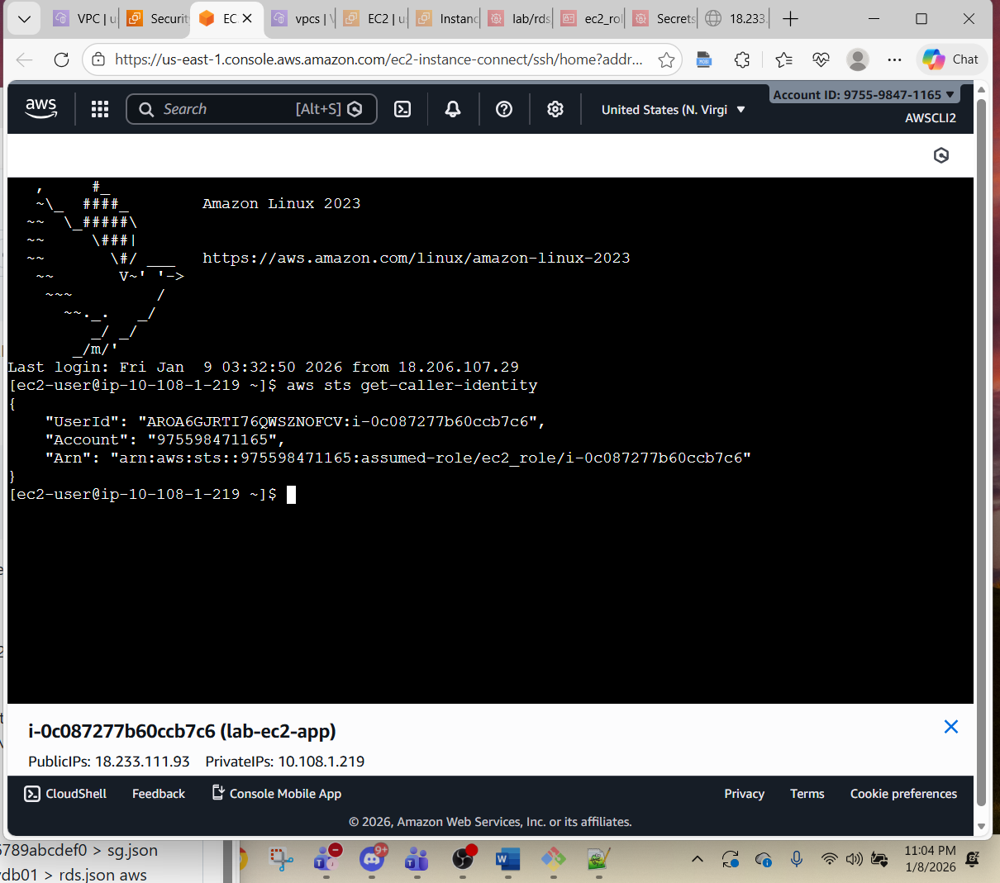 VPC | u
Security
EC
vpcs | \
EC2 | u
Instanc
lab/rds
ec2_rol
Secrets
18.233.
https://us-east-1.console.aws.amazon.com/ec2-instance-connect/ssh/home?addr...
Chat
aws
Search
[Alt+S]
United States (N. Virgi
Account ID: 9755-9847-1165
AWSCLI2
   ,     #_
   ~\_  ####_        Amazon Linux 2023
  ~~  \_#####\
  ~~     \###|
  ~~       \#/ ___   https://aws.amazon.com/linux/amazon-linux-2023
   ~~       V~' '->
    ~~~         /
      ~~._.   _/
         _/ _/
       _/m/'
Last login: Fri Jan  9 03:32:50 2026 from 18.206.107.29
[ec2-user@ip-10-108-1-219 ~]$ aws sts get-caller-identity
{
    "UserId": "AROA6GJRTI76QWSZNOFCV:i-0c087277b60ccb7c6",
    "Account": "975598471165",
    "Arn": "arn:aws:sts::975598471165:assumed-role/ec2_role/i-0c087277b60ccb7c6"
}
[ec2-user@ip-10-108-1-219 ~]$
i-0c087277b60ccb7c6 (lab-ec2-app)
PublicIPs: 18.233.111.93 PrivateIPs: 10.108.1.219
CloudShell
Feedback
Console Mobile App
Privacy
Terms
Cookie preferences
© 2026, Amazon Web Services, Inc. or its affiliates.
6789abcdef0 > sg.json
ydb01 > rds.json aws
9+
11:04 PM
1/8/2026